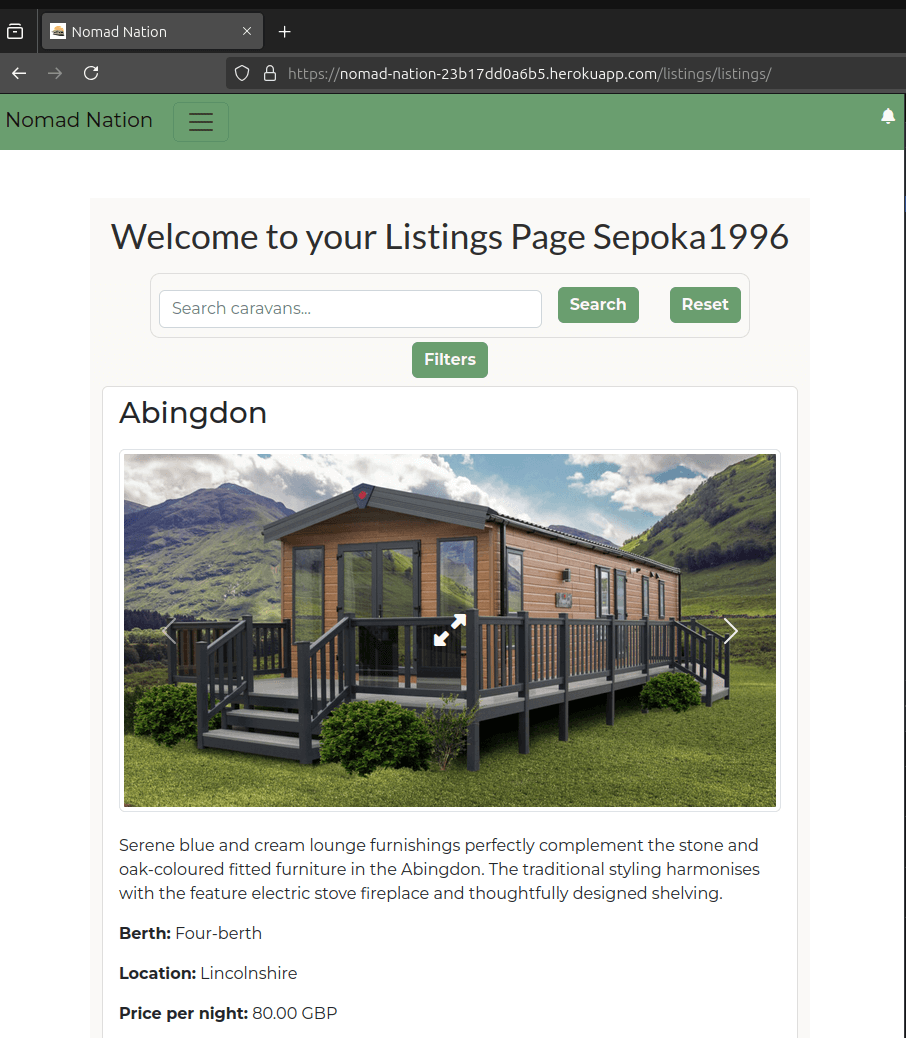 Nomad Nation
https://nomad-nation-23b17dd0a6b5.herokuapp.com/listings/listings/
Nomad Nation
Welcome to your Listings Page Sepoka1996
Search caravans...
Search
Reset
Filters
Abingdon
Serene blue and cream lounge furnishings perfectly complement the stone and
oak-coloured fitted furniture in the Abingdon. The traditional styling harmonises
with the feature electric stove fireplace and thoughtfully designed shelving.
Berth: Four-berth
Location: Lincolnshire
Price per night: 80.00 GBP